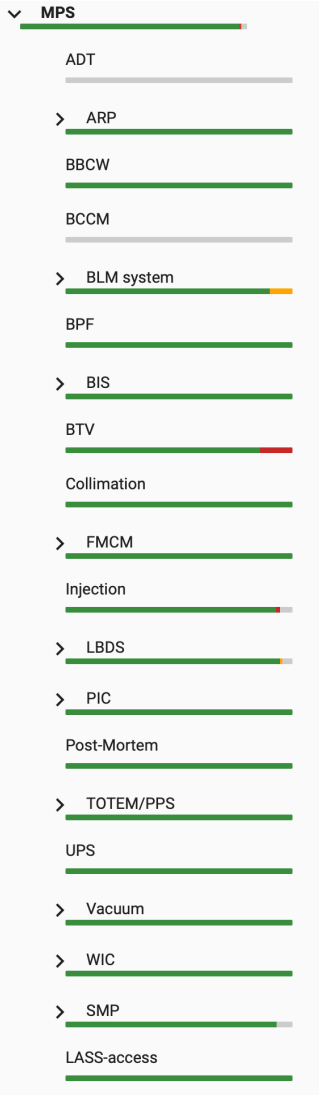 MPS
ADT
ARP
BBCW
BCCM
BLM system
BPF
BIS
BTV
Collimation
FMCM
Injection
LBDS
PIC
Post-Mortem
TOTEM/PPS
UPS
Vacuum
WIC
SMP
LASS-access